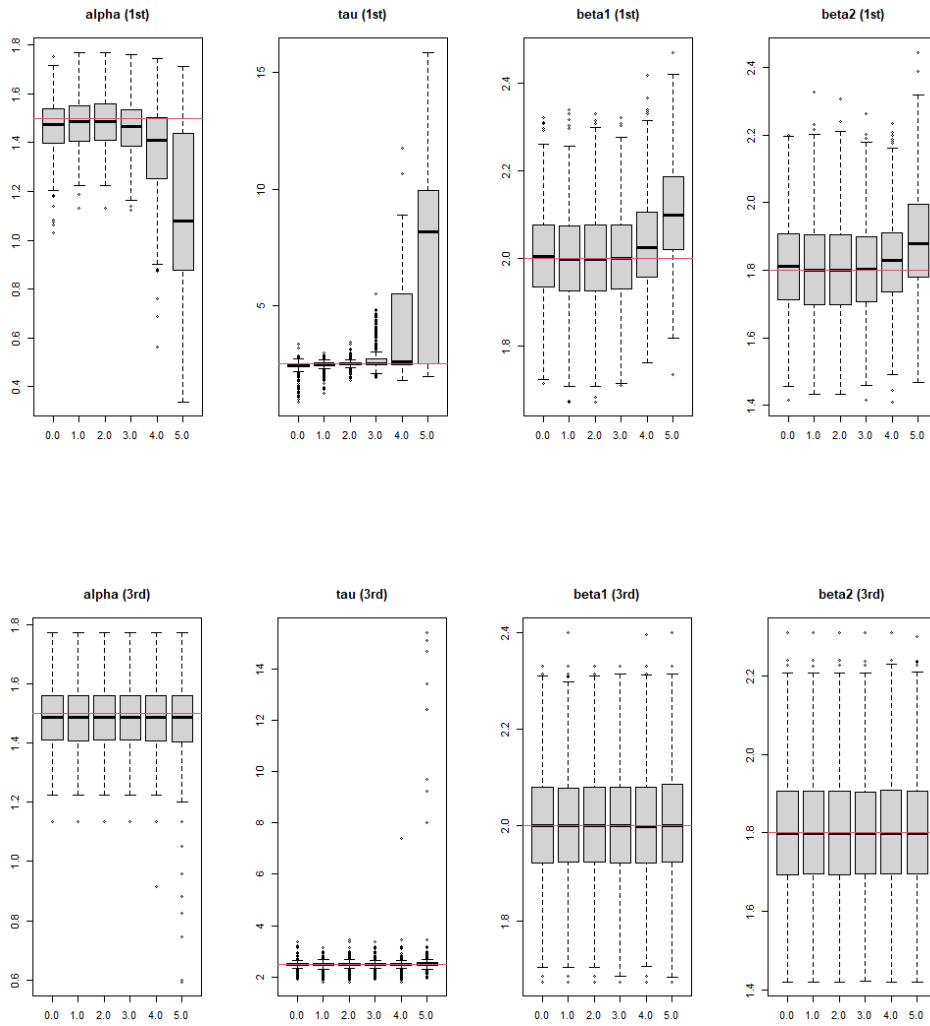 alpha (1st) tau (1st) beta1 (1st) beta2 (1st)
0.4 0.6 0.8 1.0 1.2 1.4 1.6 1.8
5 10 15
1.8 2.0 2.2 2.4
1.4 1.6 1.8 2.0 2.2 2.4
0.0 1.0 2.0 3.0 4.0 5.0 0.0 1.0 2.0 3.0 4.0 5.0 0.0 1.0 2.0 3.0 4.0 5.0 0.0 1.0 2.0 3.0 4.0 5.0
alpha (3rd) tau (3rd) beta1 (3rd) beta2 (3rd)
0.6 0.8 1.0 1.2 1.4 1.6 1.8
2 4 6 8 10 12 14
1.8 2.0 2.2 2.4
1.4 1.6 1.8 2.0 2.2
0.0 1.0 2.0 3.0 4.0 5.0 0.0 1.0 2.0 3.0 4.0 5.0 0.0 1.0 2.0 3.0 4.0 5.0 0.0 1.0 2.0 3.0 4.0 5.0